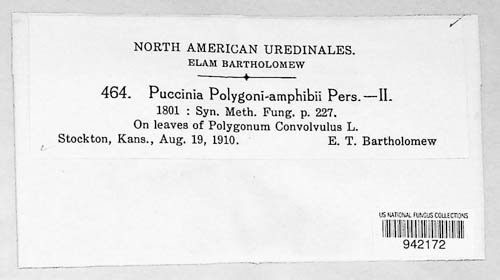 NORTH AMERICAN UREDINALES.
ELAM BARTHOLOMEW
464. Puccinia Polygoni-amphibii Pers.—II.
1801 : Syn. Meth. Fung. p. 227.
On leaves of Polygonum Convolvulus L.
Stockton, Kans., Aug. 19, 1910. E. T. Bartholomew
US NATIONAL FUNGUS COLLECTIONS
942172